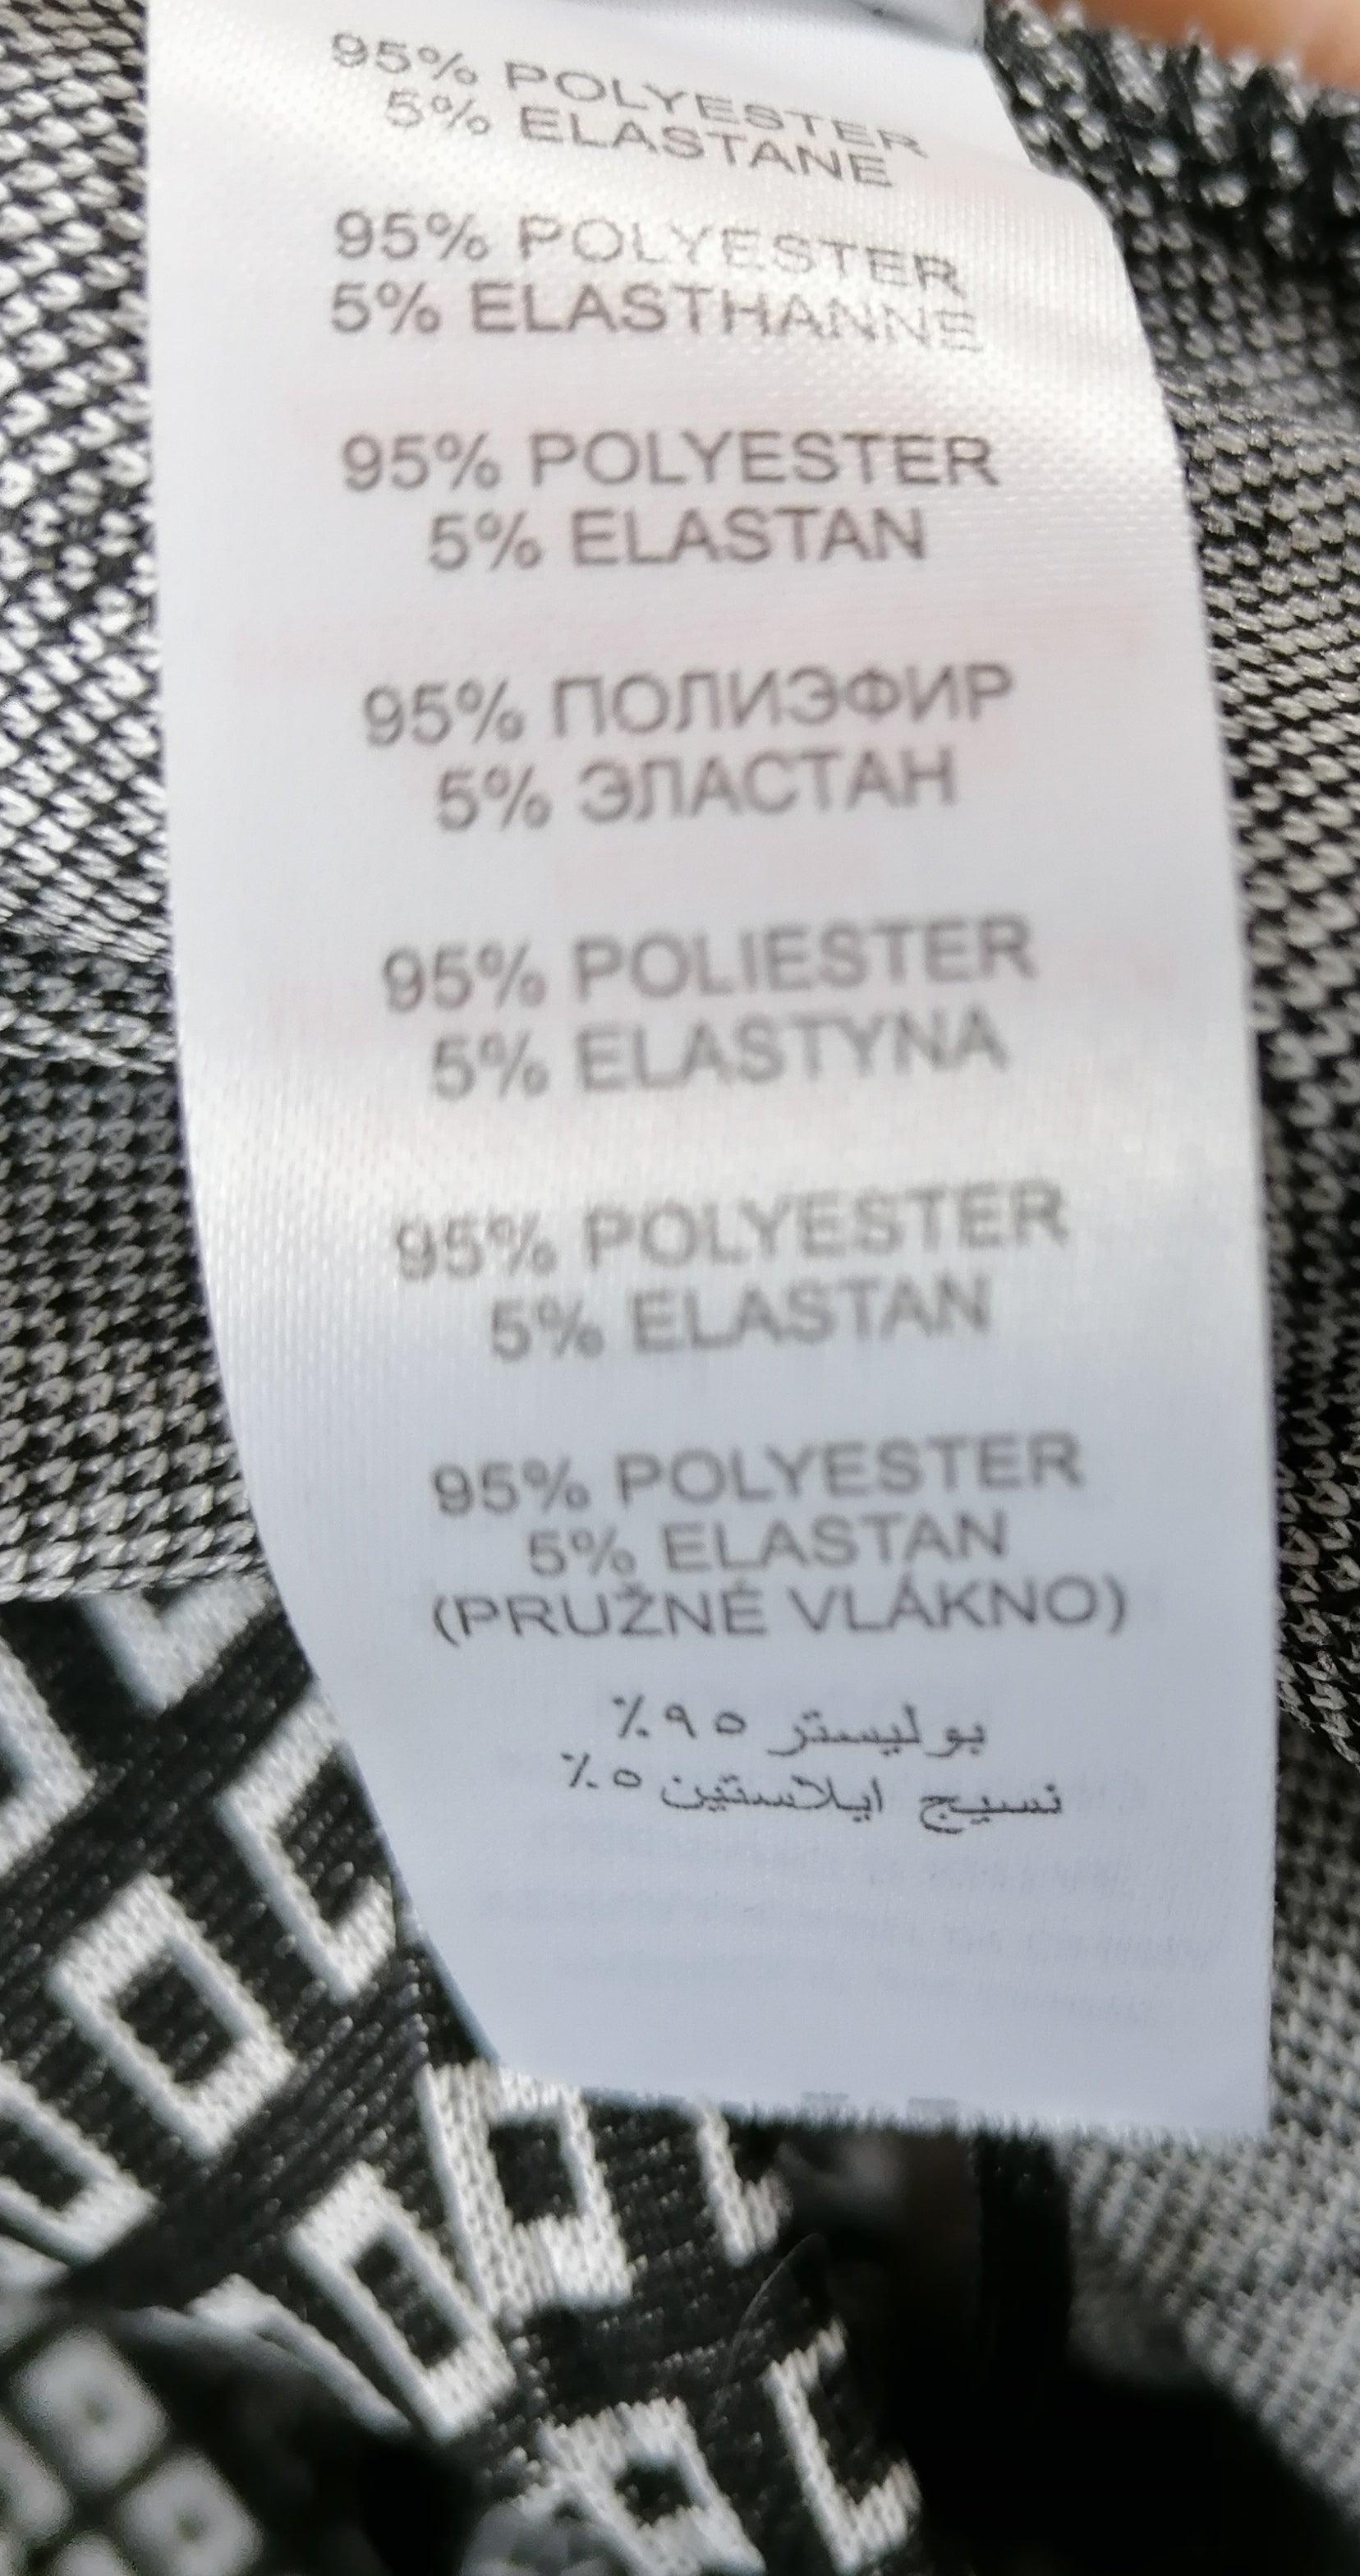 95% POLYESTER
5% ELASTANE
95% POLYESTER
5% ELASTHANNE
95% POLYESTER
5% ELASTAN
95% ПОЛИЭФИР
5% ЭЛАСТАН
95% POLIESTER
5% ELASTYNA
95% POLYESTER
5% ELASTAN
95% POLYESTER
5% ELASTAN
(PRUŽNÉ VLÁKNO)
بوليستر ٩٥٪
نسيج ايلاستين ٥٪